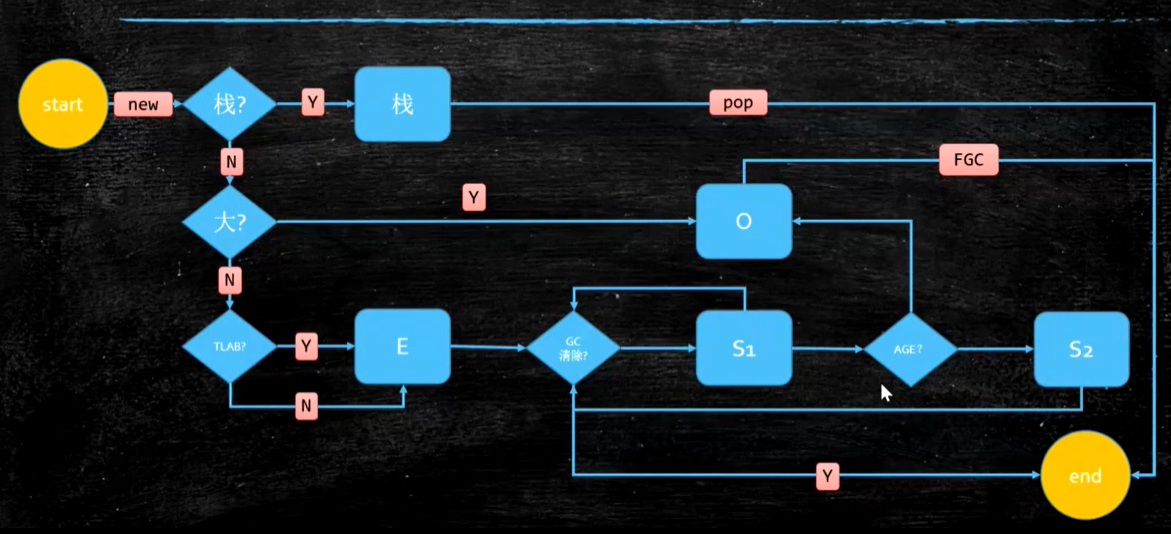 start
new
栈?
Y
栈
pop
N
FGC
Y
大?
O
N
TLAB?
Y
E
GC
清除?
S1
AGE?
S2
N
Y
end